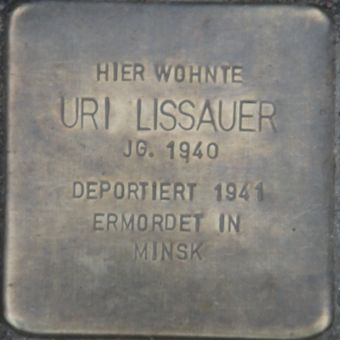 HIER WOHNTE
URI LISSAUER
JG. 1940
DEPORTIERT 1941
ERMORDET IN
MINSK